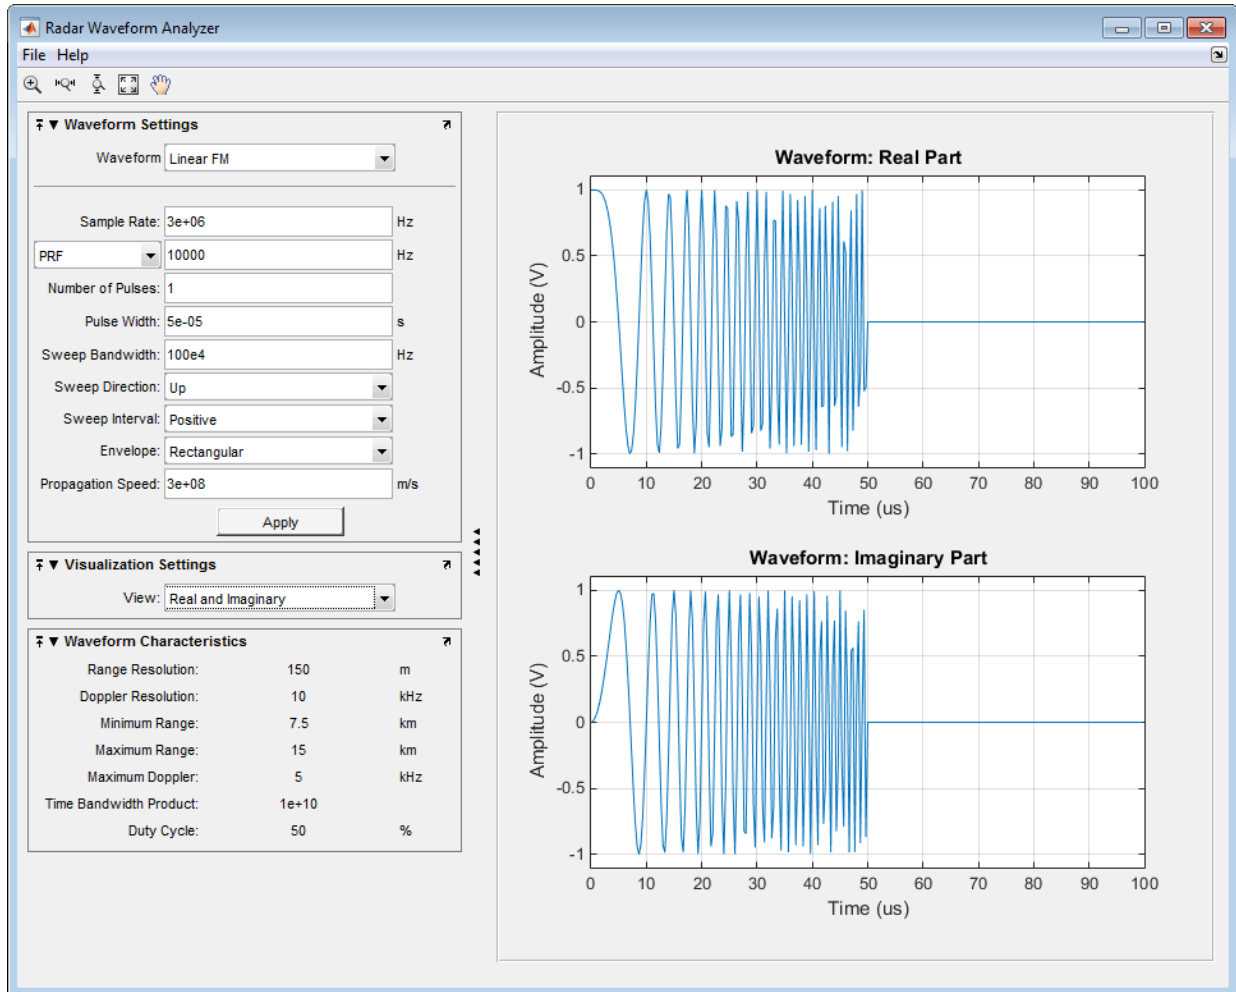 Radar Waveform Analyzer
File Help
Waveform Settings
Waveform Linear FM
Sample Rate: 3e+06 Hz
PRF 10000 Hz
Number of Pulses: 1
Pulse Width: 5e-05 s
Sweep Bandwidth: 100e4 Hz
Sweep Direction: Up
Sweep Interval: Positive
Envelope: Rectangular
Propagation Speed: 3e+08 m/s
Apply
Visualization Settings
View: Real and Imaginary
Waveform Characteristics
Range Resolution: 150 m
Doppler Resolution: 10 kHz
Minimum Range: 7.5 km
Maximum Range: 15 km
Maximum Doppler: 5 kHz
Time Bandwidth Product: 1e+10
Duty Cycle: 50 %
Waveform: Real Part
Amplitude (V)
1
0.5
0
-0.5
-1
0 10 20 30 40 50 60 70 80 90 100
Time (us)
Waveform: Imaginary Part
Amplitude (V)
1
0.5
0
-0.5
-1
0 10 20 30 40 50 60 70 80 90 100
Time (us)